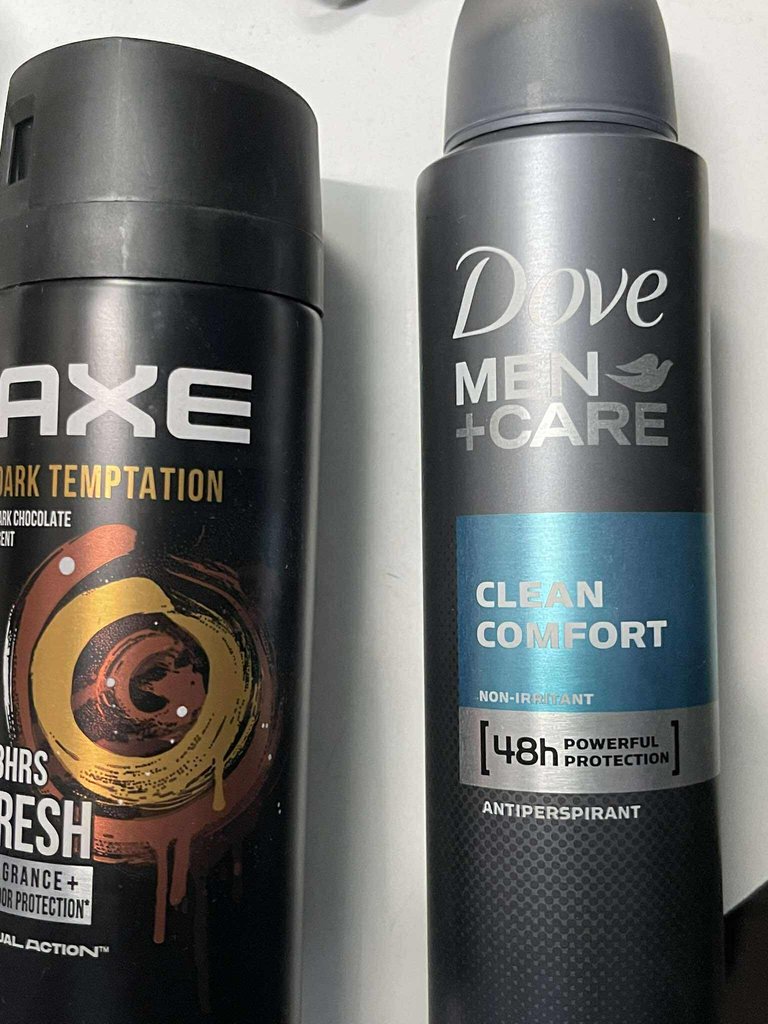 AXE
DARK TEMPTATION
ARK CHOCOLATE
ENT
8HRS
RESH
GRANCE+
OR PROTECTION*
UAL ACTION™
Dove
MEN
+CARE
CLEAN
COMFORT
NON-IRRITANT
[48h POWERFUL
PROTECTION]
ANTIPERSPIRANT